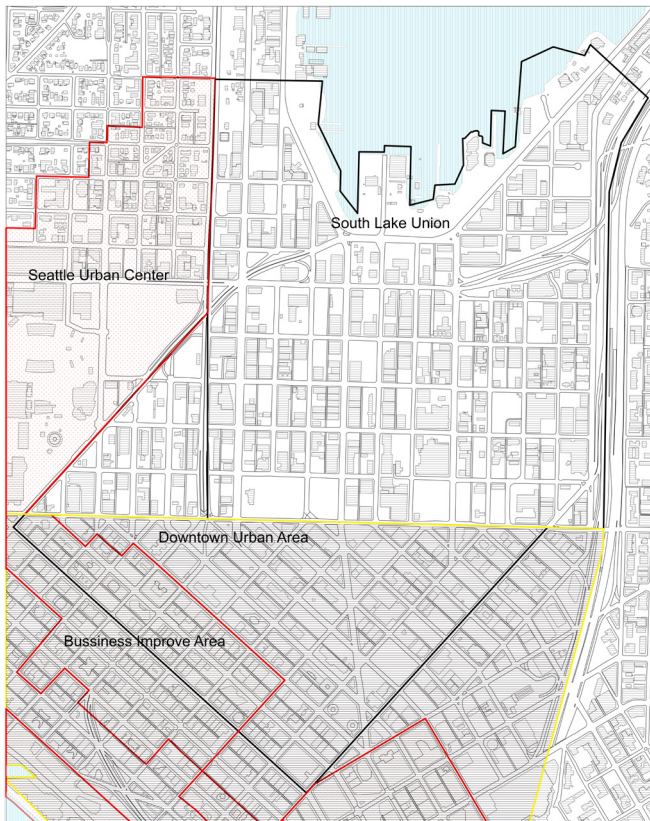 South Lake Union
Seattle Urban Center
Downtown Urban Area
Bussiness Improve Area